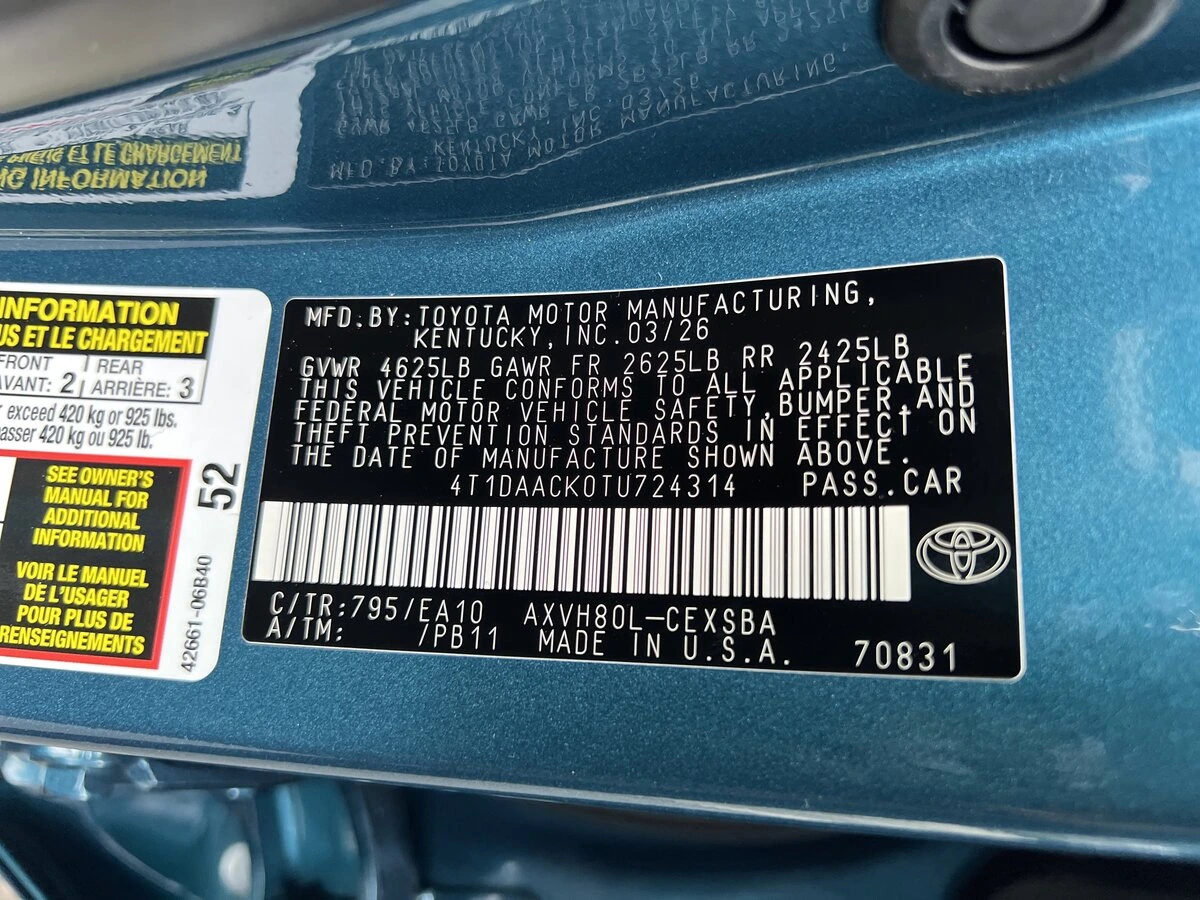 INFORMATION
US ET LE CHARGEMENT
FRONT REAR
AVANT: 2 ARRIÈRE: 3
exceed 420 kg or 925 lbs.
asser 420 kg ou 925 lb.
SEE OWNER'S
MANUAL FOR
ADDITIONAL
INFORMATION
VOIR LE MANUEL
DE L'USAGER
POUR PLUS DE
RENSEIGNEMENTS
52
42661-06B40
MFD.BY:TOYOTA MOTOR MANUFACTURING,
KENTUCKY,INC.03/26
GVWR 4625LB GAWR FR 2625LB RR 2425LB
THIS VEHICLE CONFORMS TO ALL APPLICABLE
FEDERAL MOTOR VEHICLE SAFETY,BUMPER,AND
THEFT PREVENTION STANDARDS IN EFFECT ON
THE DATE OF MANUFACTURE SHOWN ABOVE.
4T1DAACK0TU724314 PASS.CAR
C/TR:795/EA10 AXVH80L-CEXSBA
A/TM: /PB11 MADE IN U.S.A. 70831